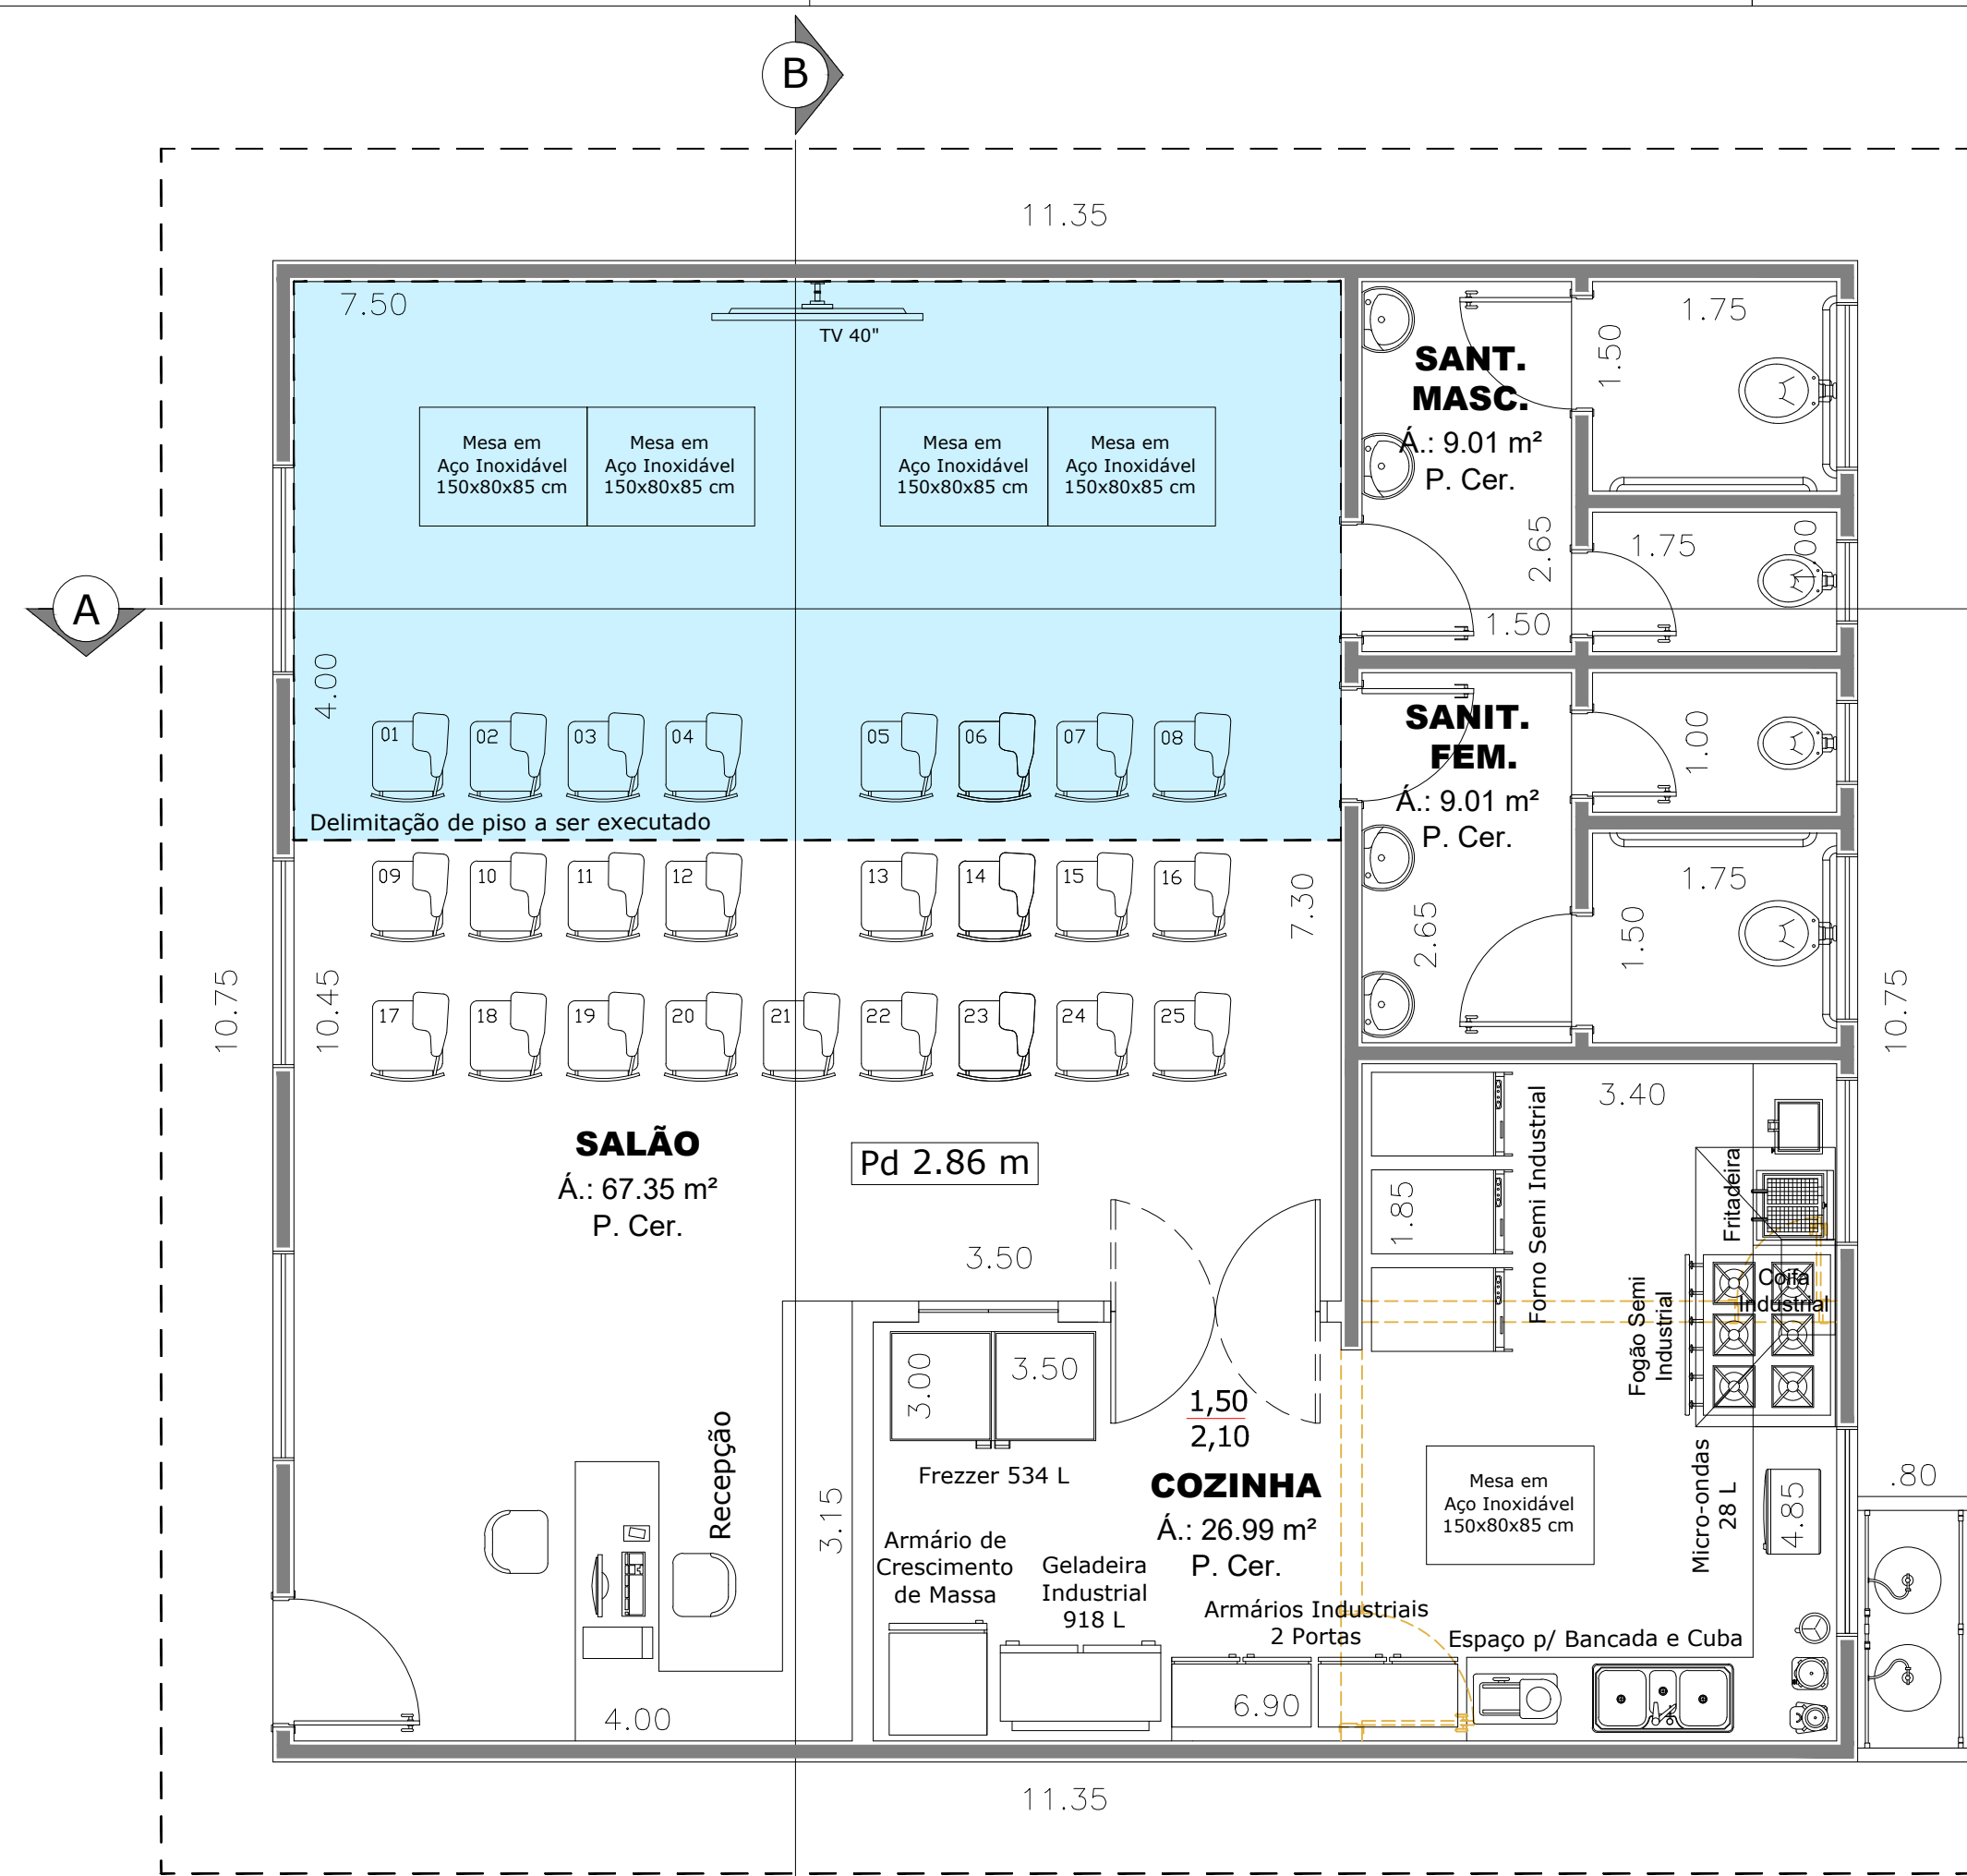 B
11.35
7.50
TV 40"
Mesa em
Aço Inoxidável
150x80x85 cm
Mesa em
Aço Inoxidável
150x80x85 cm
Mesa em
Aço Inoxidável
150x80x85 cm
Mesa em
Aço Inoxidável
150x80x85 cm
SANT.
MASC.
Á.: 9.01 m²
P. Cer.
1.75
1.50
2.65
1.75
1.00
1.50
A
4.00
01 02 03 04 05 06 07 08
Delimitação de piso a ser executado
SANIT.
FEM.
Á.: 9.01 m²
P. Cer.
1.00
1.75
1.50
2.65
09 10 11 12 13 14 15 16
7.30
10.75
10.45
17 18 19 20 21 22 23 24 25
10.75
SALÃO
Á.: 67.35 m²
P. Cer.
Pd 2.86 m
3.40
1.85
Forno Semi Industrial
Fritadeira
Coifa
Industrial
Fogão Semi
Industrial
3.50
3.00
3.50
1,50
2,10
Frezzer 534 L
Recepção
3.15
COZINHA
Á.: 26.99 m²
P. Cer.
Mesa em
Aço Inoxidável
150x80x85 cm
Micro-ondas
28 L
4.85
.80
Armário de
Crescimento
de Massa
Geladeira
Industrial
918 L
Armários Industriais
2 Portas
Espaço p/ Bancada e Cuba
4.00
6.90
11.35